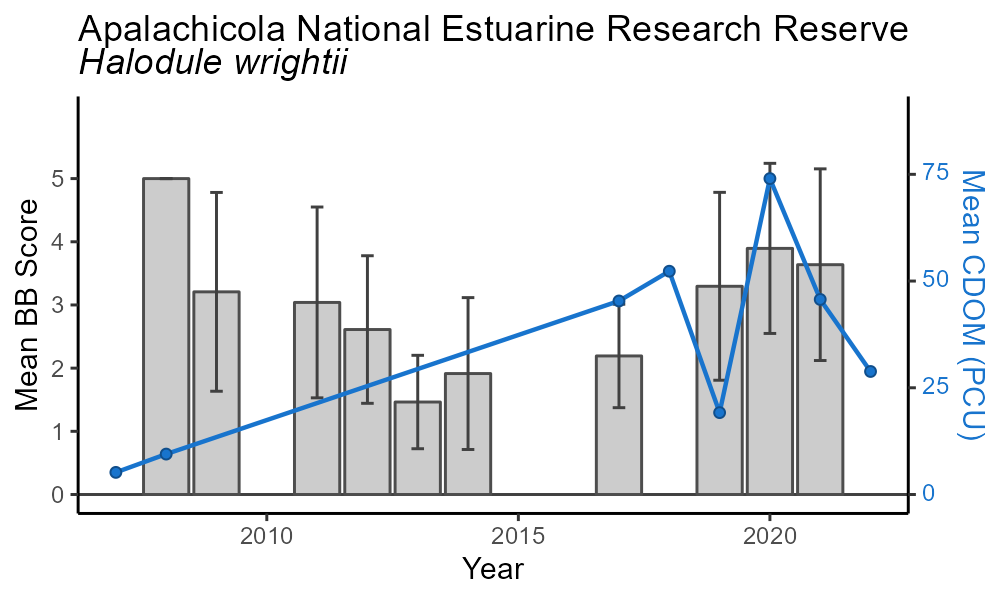 Apalachicola National Estuarine Research Reserve
Halodule wrightii
Mean BB Score
5
4
3
2
1
0
75
50
25
0
Mean CDOM (PCU)
2010
2015
2020
Year